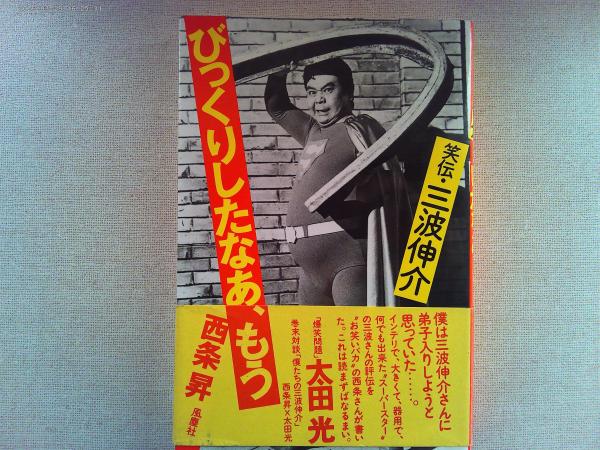 びっくりしたなあ、もう
西条昇
風塵社
笑伝・三波伸介
僕は三波伸介さんに
弟子入りしようと
思っていた……。
インテリで、大きくて、器用で、
何でも出来た“スーパースター”
の三波さんの評伝を
“お笑いバカ”の西条さんが書い
た。これは読まずばなるまい。
「爆笑問題」太田光
巻末対談「僕たちの三波伸介」
西条昇×太田光